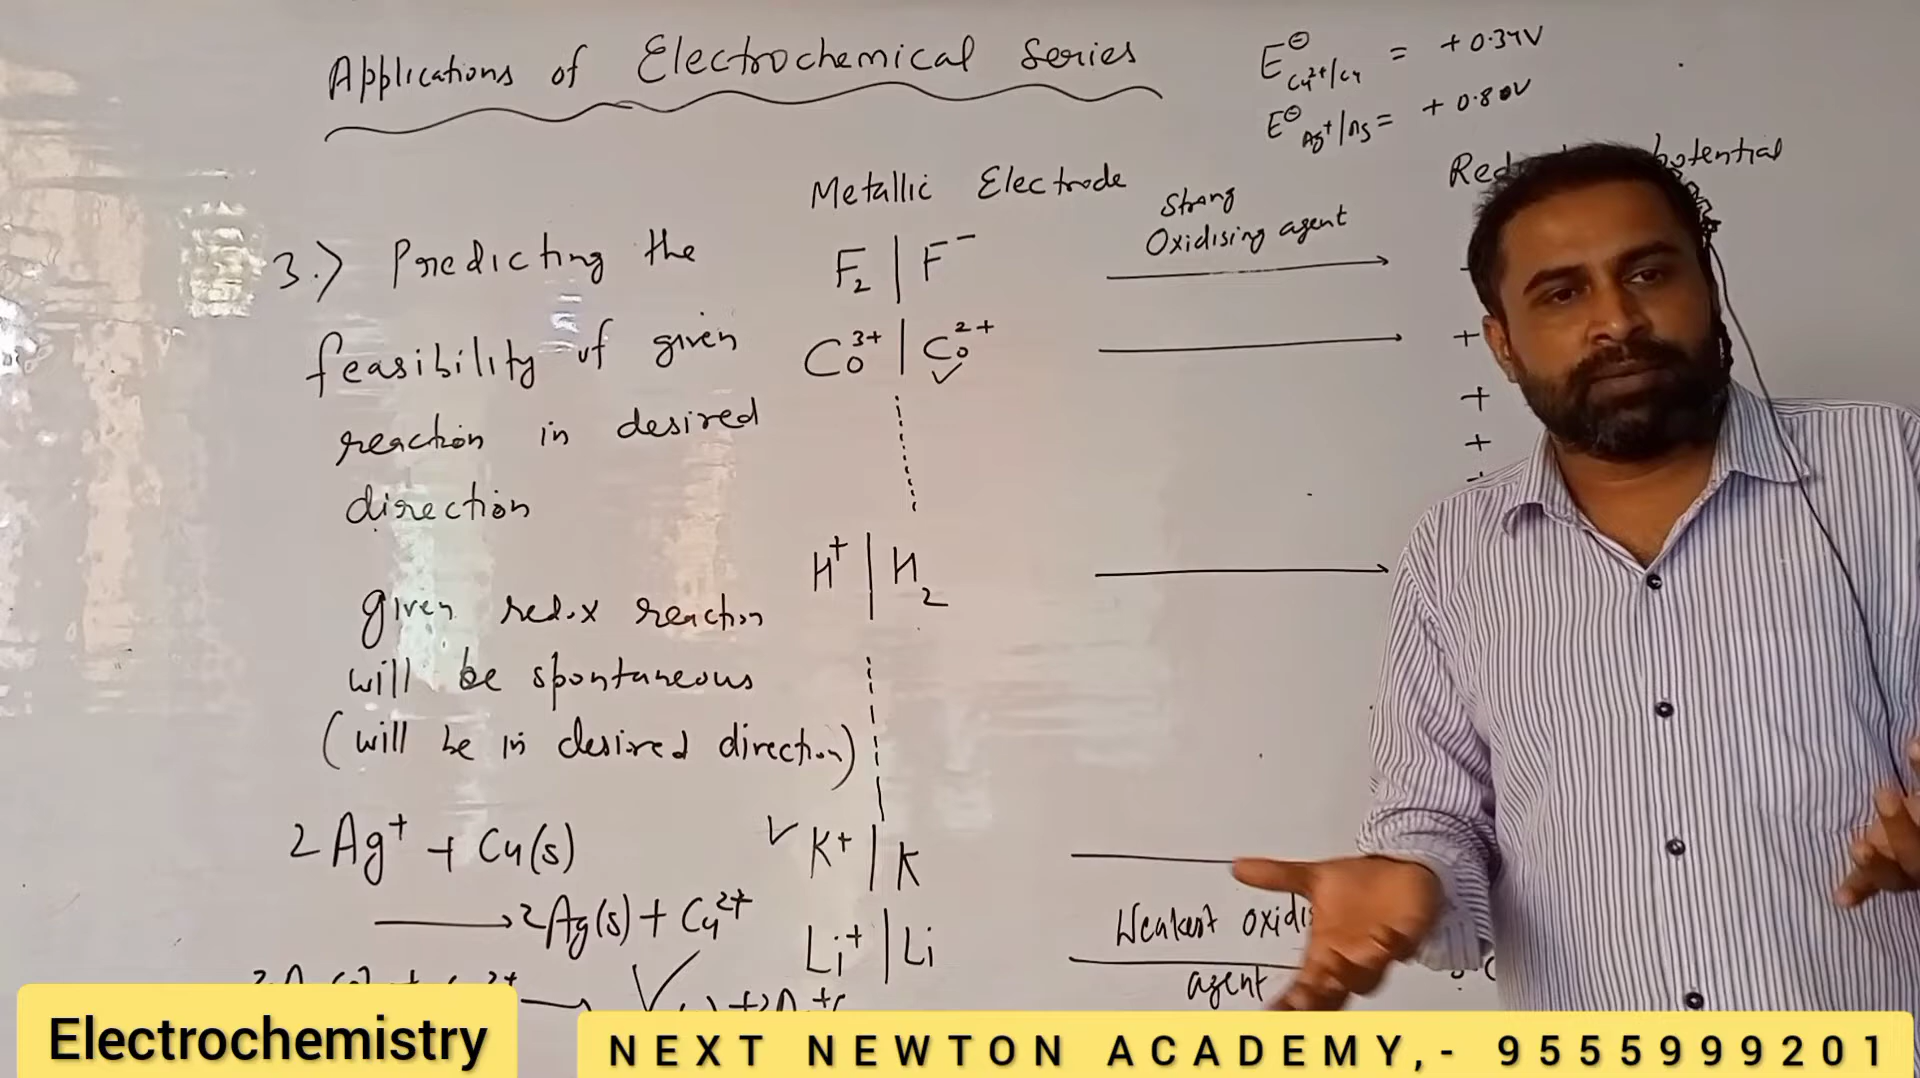 Applications of Electrochemical Series
E⊖ Cu²⁺/Cu = +0.34V
E⊖ Ag⁺/Ag = +0.80V
Metallic Electrode
potential
Strong
Oxidising agent
3.) Predicting the
feasibility of given
reaction in desired
direction
given redox reaction
will be spontaneous
(will be in desired direction)
2Ag⁺ + Cu(s)
⟶ 2Ag(s) + Cu²⁺
F₂ | F⁻
Co³⁺ | Co²⁺ ✓
H⁺ | H₂
✓ K⁺ | K
Li⁺ | Li
+
+
+
Weakest
agent
Electrochemistry
NEXT NEWTON ACADEMY,- 9555999201